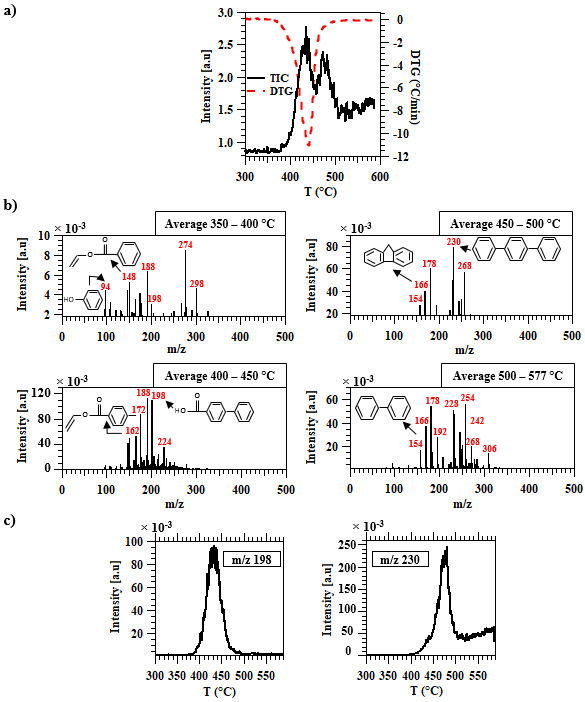 a)
3.0
2.5
2.0
1.5
1.0
Intensity [a.u]
TIC
DTG
0
-2
-4
-6
-8
-10
-11
-12
DTG (°C/min)
300 400 500 600
T (°C)
b)
× 10⁻³
Average 350 – 400 °C
10
8
6
4
2
Intensity [a.u]
O
O
HO
94
148
188
198
274
298
0 100 200 300 400 500
m/z
× 10⁻³
Average 450 – 500 °C
80
60
40
20
Intensity [a.u]
154
166
178
230
268
0 100 200 300 400 500
m/z
× 10⁻³
Average 400 – 450 °C
120
80
40
0
Intensity [a.u]
O
O
O
HO
162
172
188
198
224
0 100 200 300 400 500
m/z
× 10⁻³
Average 500 – 577 °C
60
40
20
Intensity [a.u]
154
166
178
192
228
254
242
268
306
0 100 200 300 400 500
m/z
c)
× 10⁻³
m/z 198
100
80
60
40
20
Intensity [a.u]
300 350 400 450 500 550
T (°C)
× 10⁻³
m/z 230
250
200
150
100
50
0
Intensity [a.u]
300 350 400 450 500 550
T (°C)